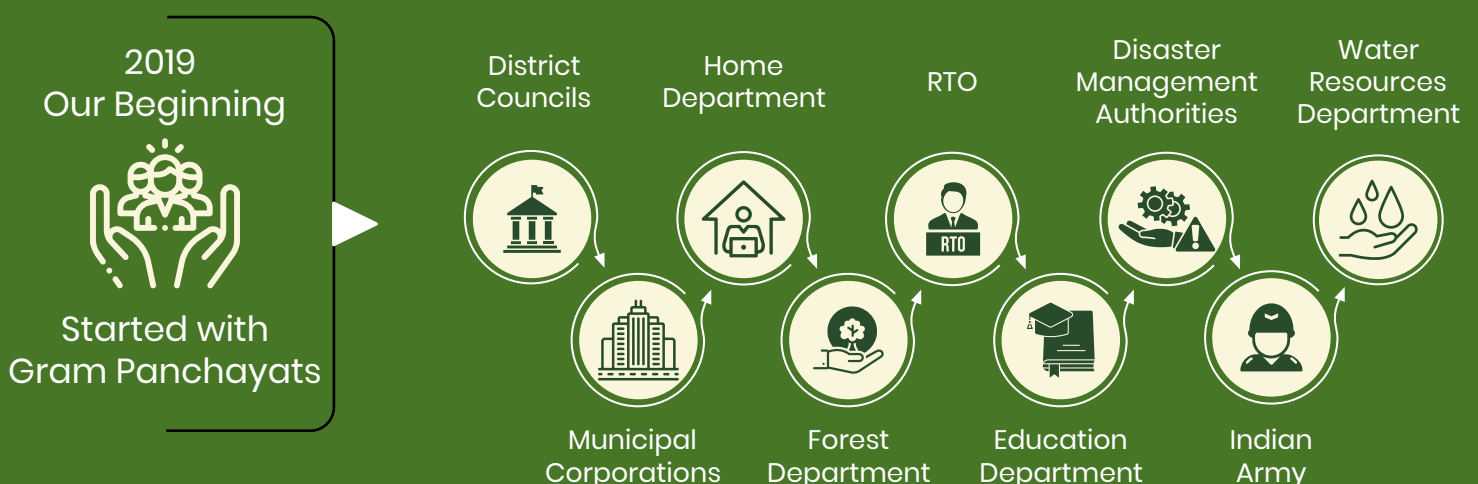 2019
Our Beginning
Started with
Gram Panchayats
District
Councils
Municipal
Corporations
Home
Department
Forest
Department
RTO
RTO
Education
Department
Disaster
Management
Authorities
Indian
Army
Water
Resources
Department